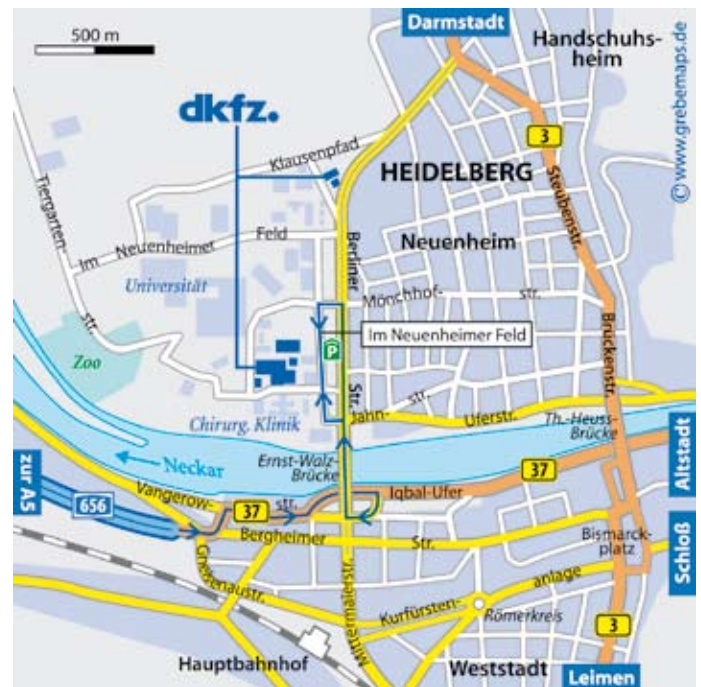 Darmstadt
500 m
Handschuhs-
heim
© www.grebemaps.de
dkfz.
3
Klausenpfad
HEIDELBERG
Steubenstr.
Tiergarten-
str.
Im Neuenheimer Feld
Berliner
Str.
Neuenheim
Universität
Mönchhof-
str.
Im Neuenheimer Feld
P
Brückenstr.
Zoo
Jahn-
str.
Uferstr.
Th.-Heuss-
Brücke
Chirurg. Klinik
Altstadt
zur A5
Neckar
Ernst-Walz-
Brücke
37
656
Vangerow-
str.
37
Iqbal-Ufer
Bergheimer
Str.
Bismarck-
platz
Schloß
Gneisenaustr.
Mittermaierstr.
Kurfürsten-
anlage
Römerkreis
3
Hauptbahnhof
Weststadt
Leimen